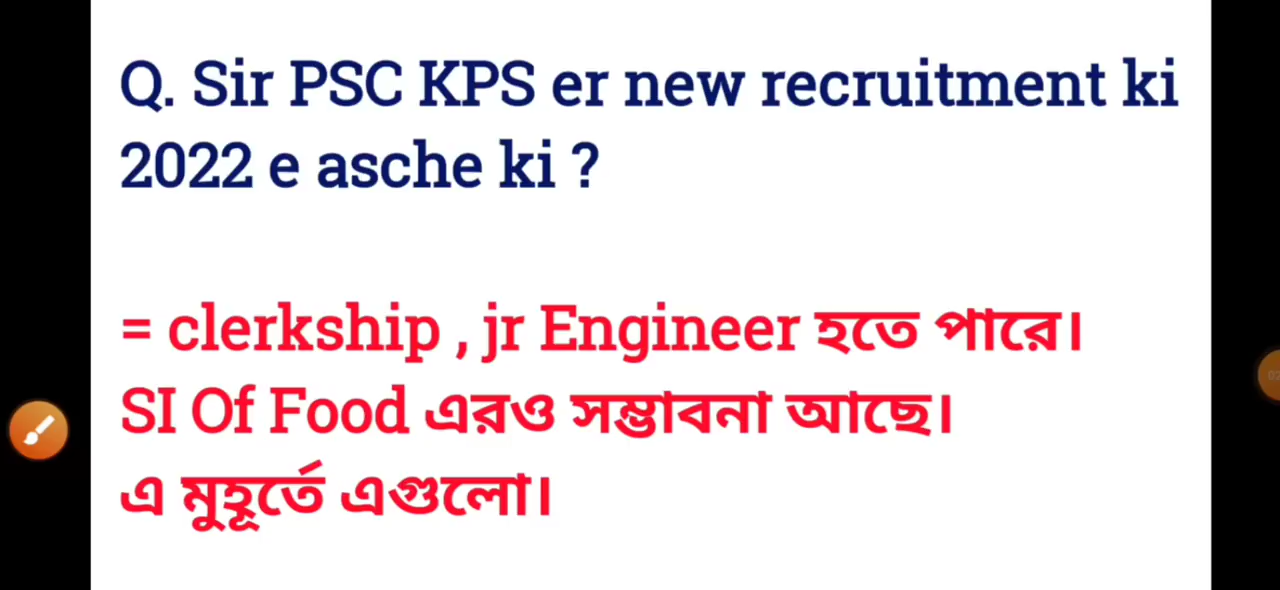 Q. Sir PSC KPS er new recruitment ki
2022 e asche ki ?
= clerkship , jr Engineer হতে পারে।
SI Of Food এরও সম্ভাবনা আছে।
এ মুহূর্তে এগুলো।